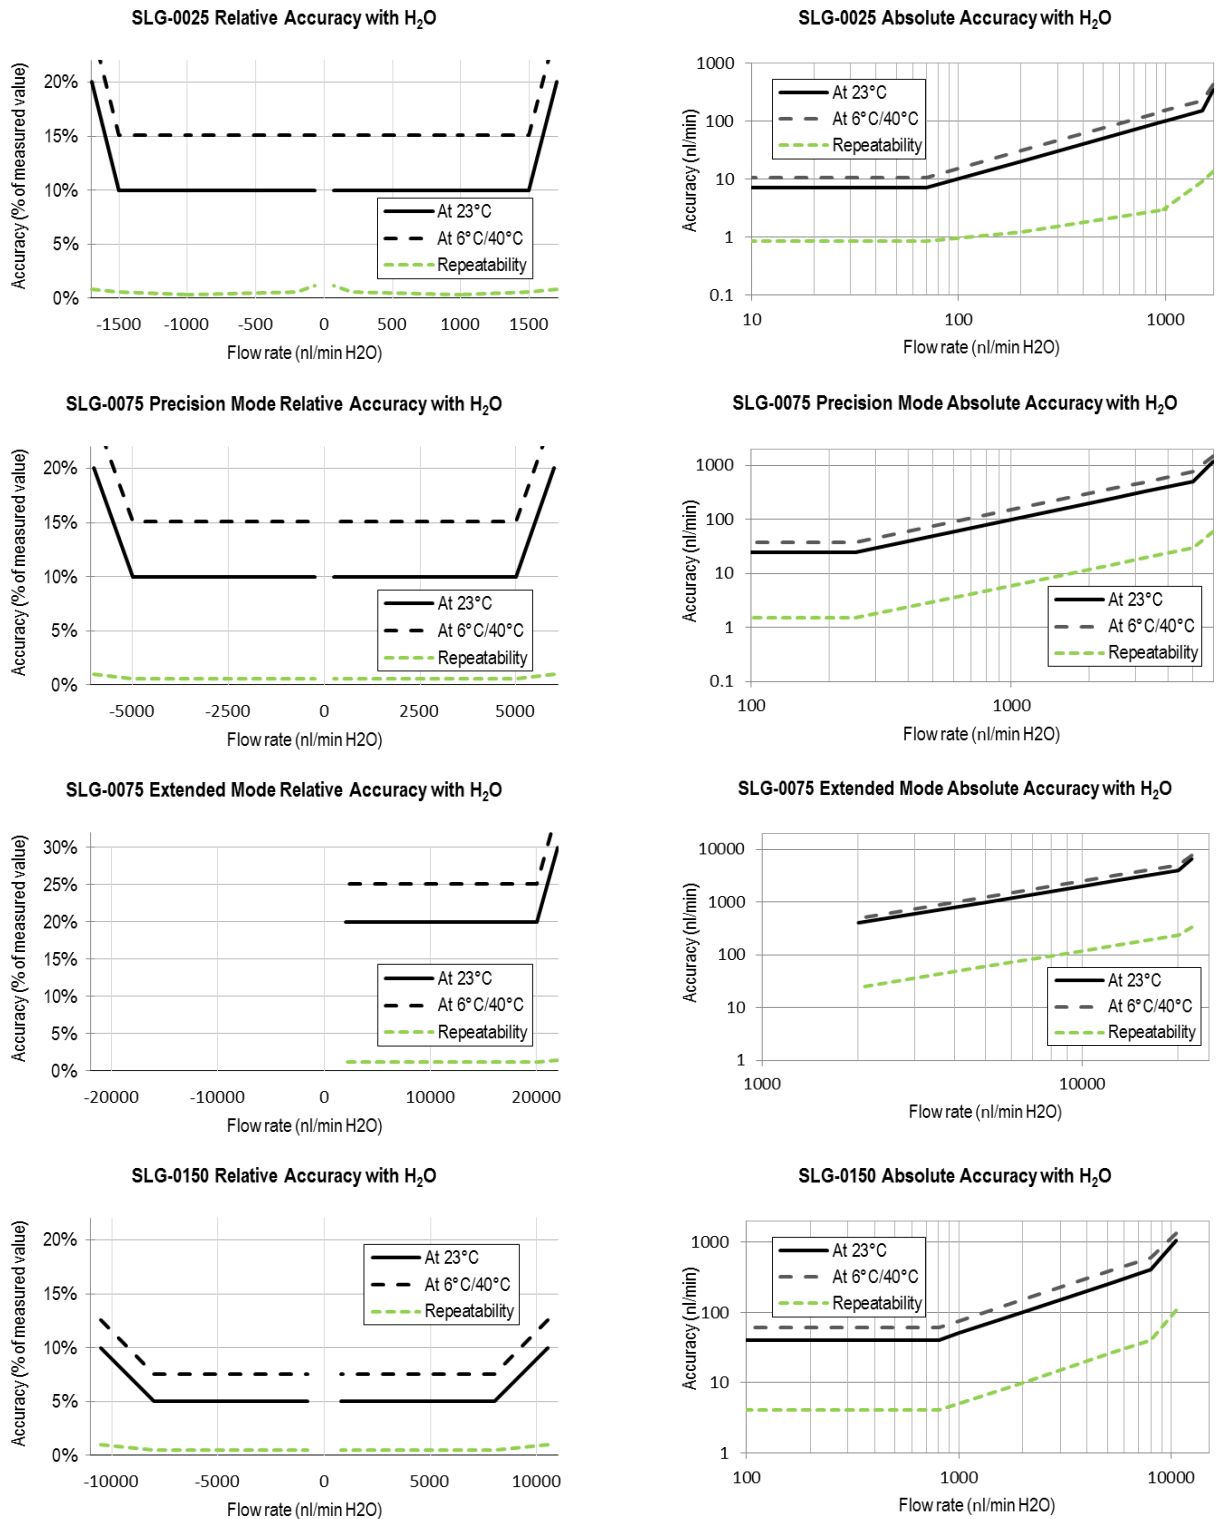 SLG-0025 Relative Accuracy with H₂O
Accuracy (% of measured value)
20%
15%
10%
5%
0%
At 23°C
At 6°C/40°C
Repeatability
-1500 -1000 -500 0 500 1000 1500
Flow rate (nl/min H2O)
SLG-0025 Absolute Accuracy with H₂O
Accuracy (nl/min)
1000
100
10
1
0.1
At 23°C
At 6°C/40°C
Repeatability
10 100 1000
Flow rate (nl/min H2O)
SLG-0075 Precision Mode Relative Accuracy with H₂O
Accuracy (% of measured value)
20%
15%
10%
5%
0%
At 23°C
At 6°C/40°C
Repeatability
-5000 -2500 0 2500 5000
Flow rate (nl/min H2O)
SLG-0075 Precision Mode Absolute Accuracy with H₂O
Accuracy (nl/min)
1000
100
10
1
0.1
At 23°C
At 6°C/40°C
Repeatability
100 1000
Flow rate (nl/min H2O)
SLG-0075 Extended Mode Relative Accuracy with H₂O
Accuracy (% of measured value)
30%
25%
20%
15%
10%
5%
0%
At 23°C
At 6°C/40°C
Repeatability
-20000 -10000 0 10000 20000
Flow rate (nl/min H2O)
SLG-0075 Extended Mode Absolute Accuracy with H₂O
Accuracy (nl/min)
10000
1000
100
10
1
At 23°C
At 6°C/40°C
Repeatability
1000 10000
Flow rate (nl/min H2O)
SLG-0150 Relative Accuracy with H₂O
Accuracy (% of measured value)
20%
15%
10%
5%
0%
At 23°C
At 6°C/40°C
Repeatability
-10000 -5000 0 5000 10000
Flow rate (nl/min H2O)
SLG-0150 Absolute Accuracy with H₂O
Accuracy (nl/min)
1000
100
10
1
At 23°C
At 6°C/40°C
Repeatability
100 1000 10000
Flow rate (nl/min H2O)